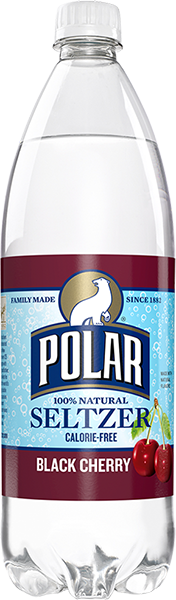 FAMILY MADE SINCE 1882
POLAR
®
100% NATURAL
SELTZER
CALORIE-FREE
BLACK CHERRY